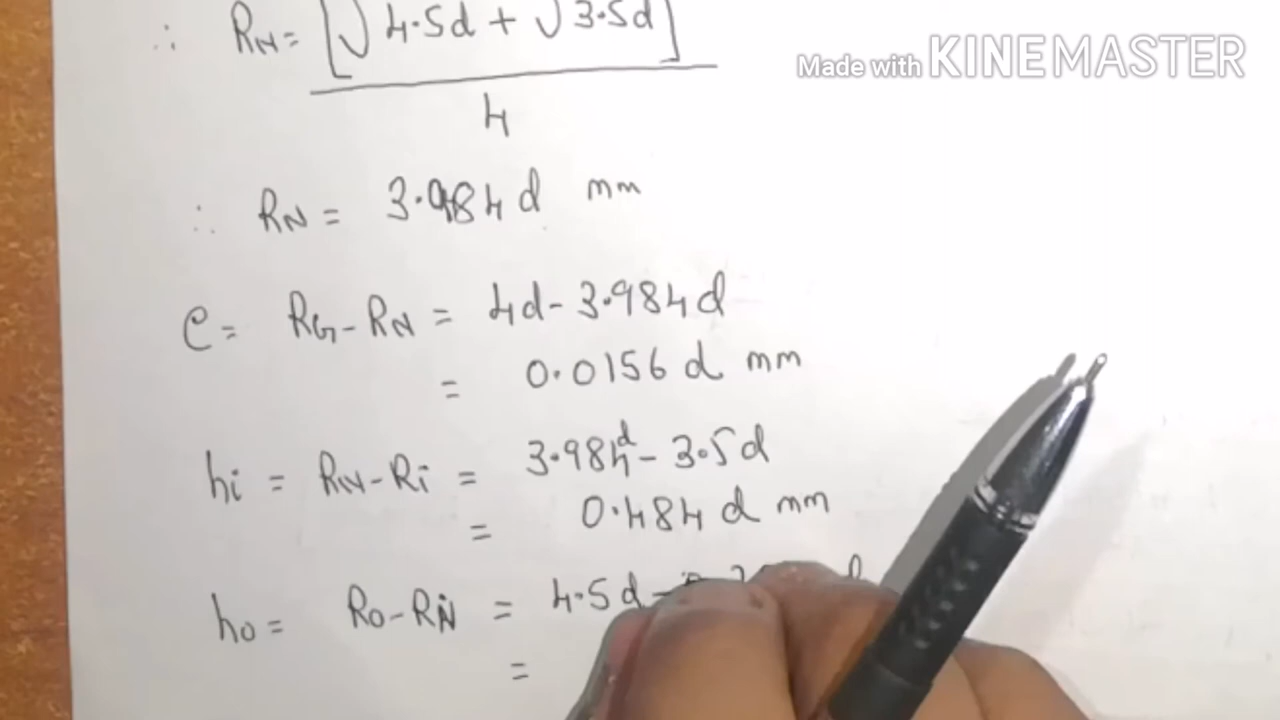 ∴ RN = [√4.5d + √3.5d]
4
Made with KINEMASTER
∴ RN = 3.984d mm
e = RG - RN = 4d - 3.984d
= 0.0156 d mm
hi = RN - Ri = 3.984d - 3.5d
= 0.484 d mm
ho = Ro - RN = 4.5d -
=